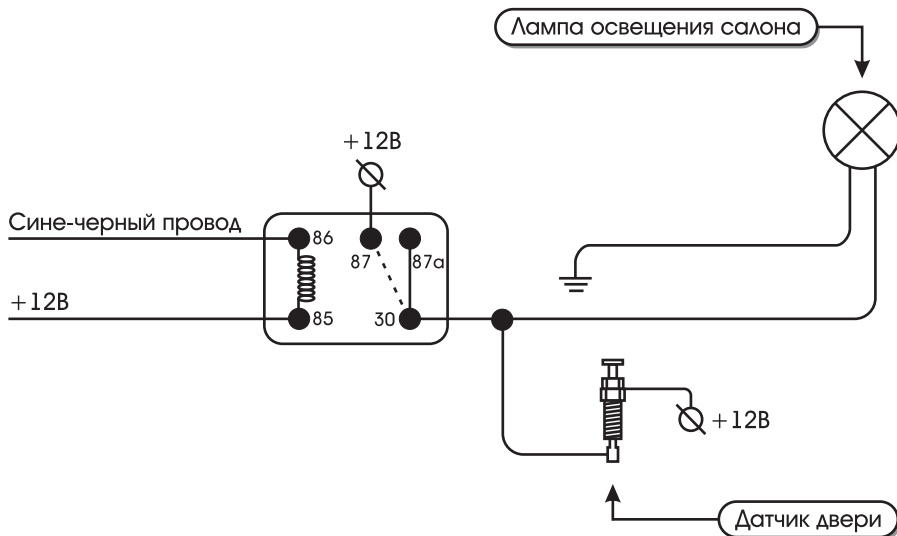 Лампа освещения салона
+12В
Сине-черный провод
86
87
87а
+12В
85
30
+12В
Датчик двери